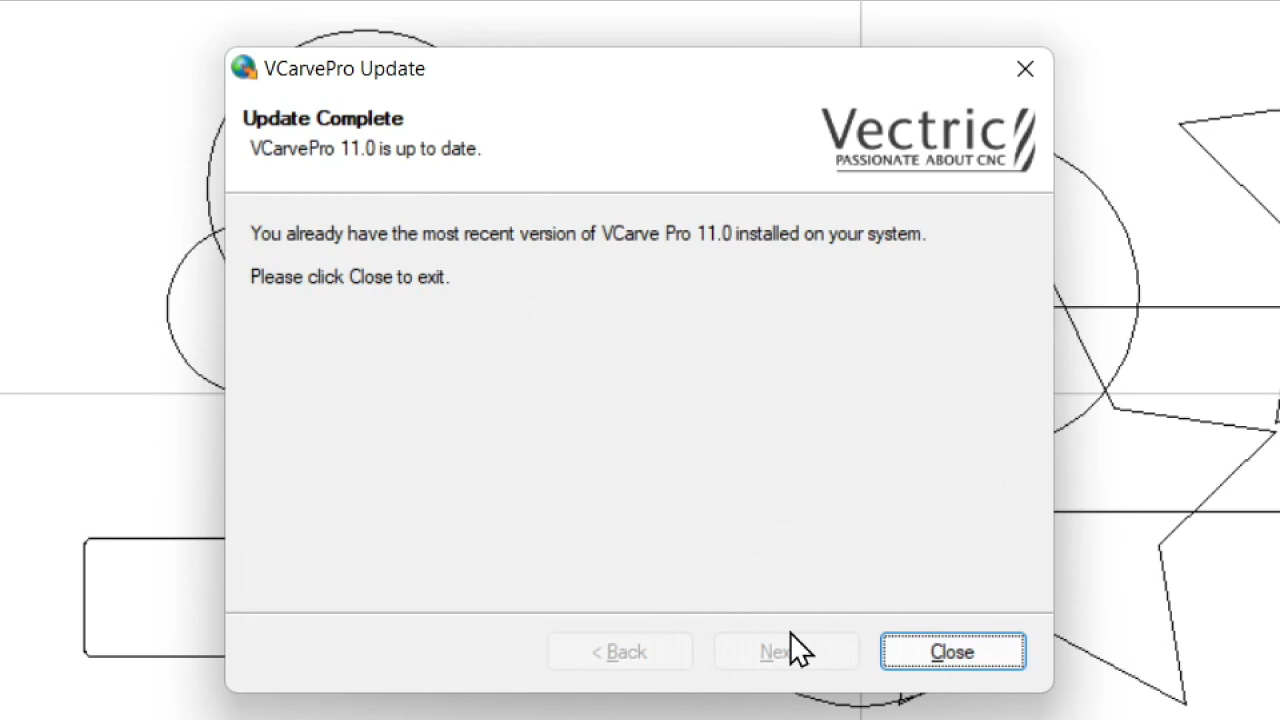 VCarvePro Update
Update Complete
VCarvePro 11.0 is up to date.
Vectric
PASSIONATE ABOUT CNC
You already have the most recent version of VCarve Pro 11.0 installed on your system.
Please click Close to exit.
< Back
Close